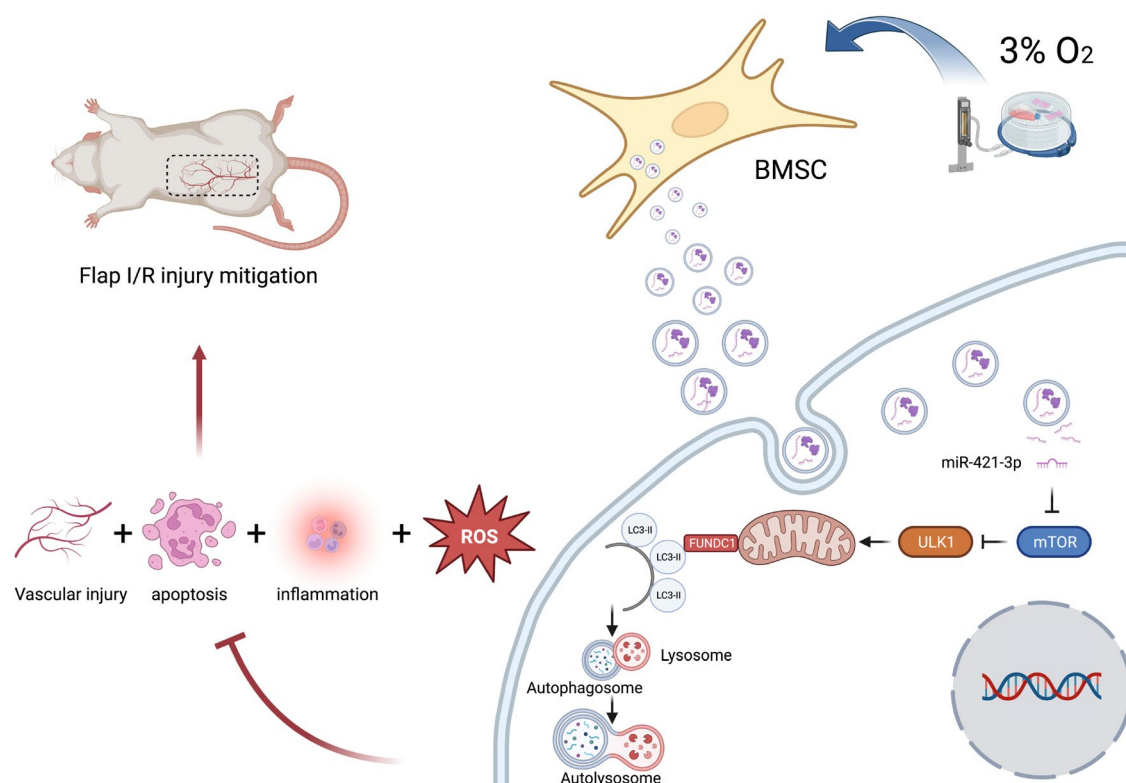 3% O₂
BMSC
Flap I/R injury mitigation
miR-421-3p
LC3-II
LC3-II
LC3-II
FUNDC1
ULK1
mTOR
ROS
Vascular injury
apoptosis
inflammation
Lysosome
Autophagosome
Autolysosome